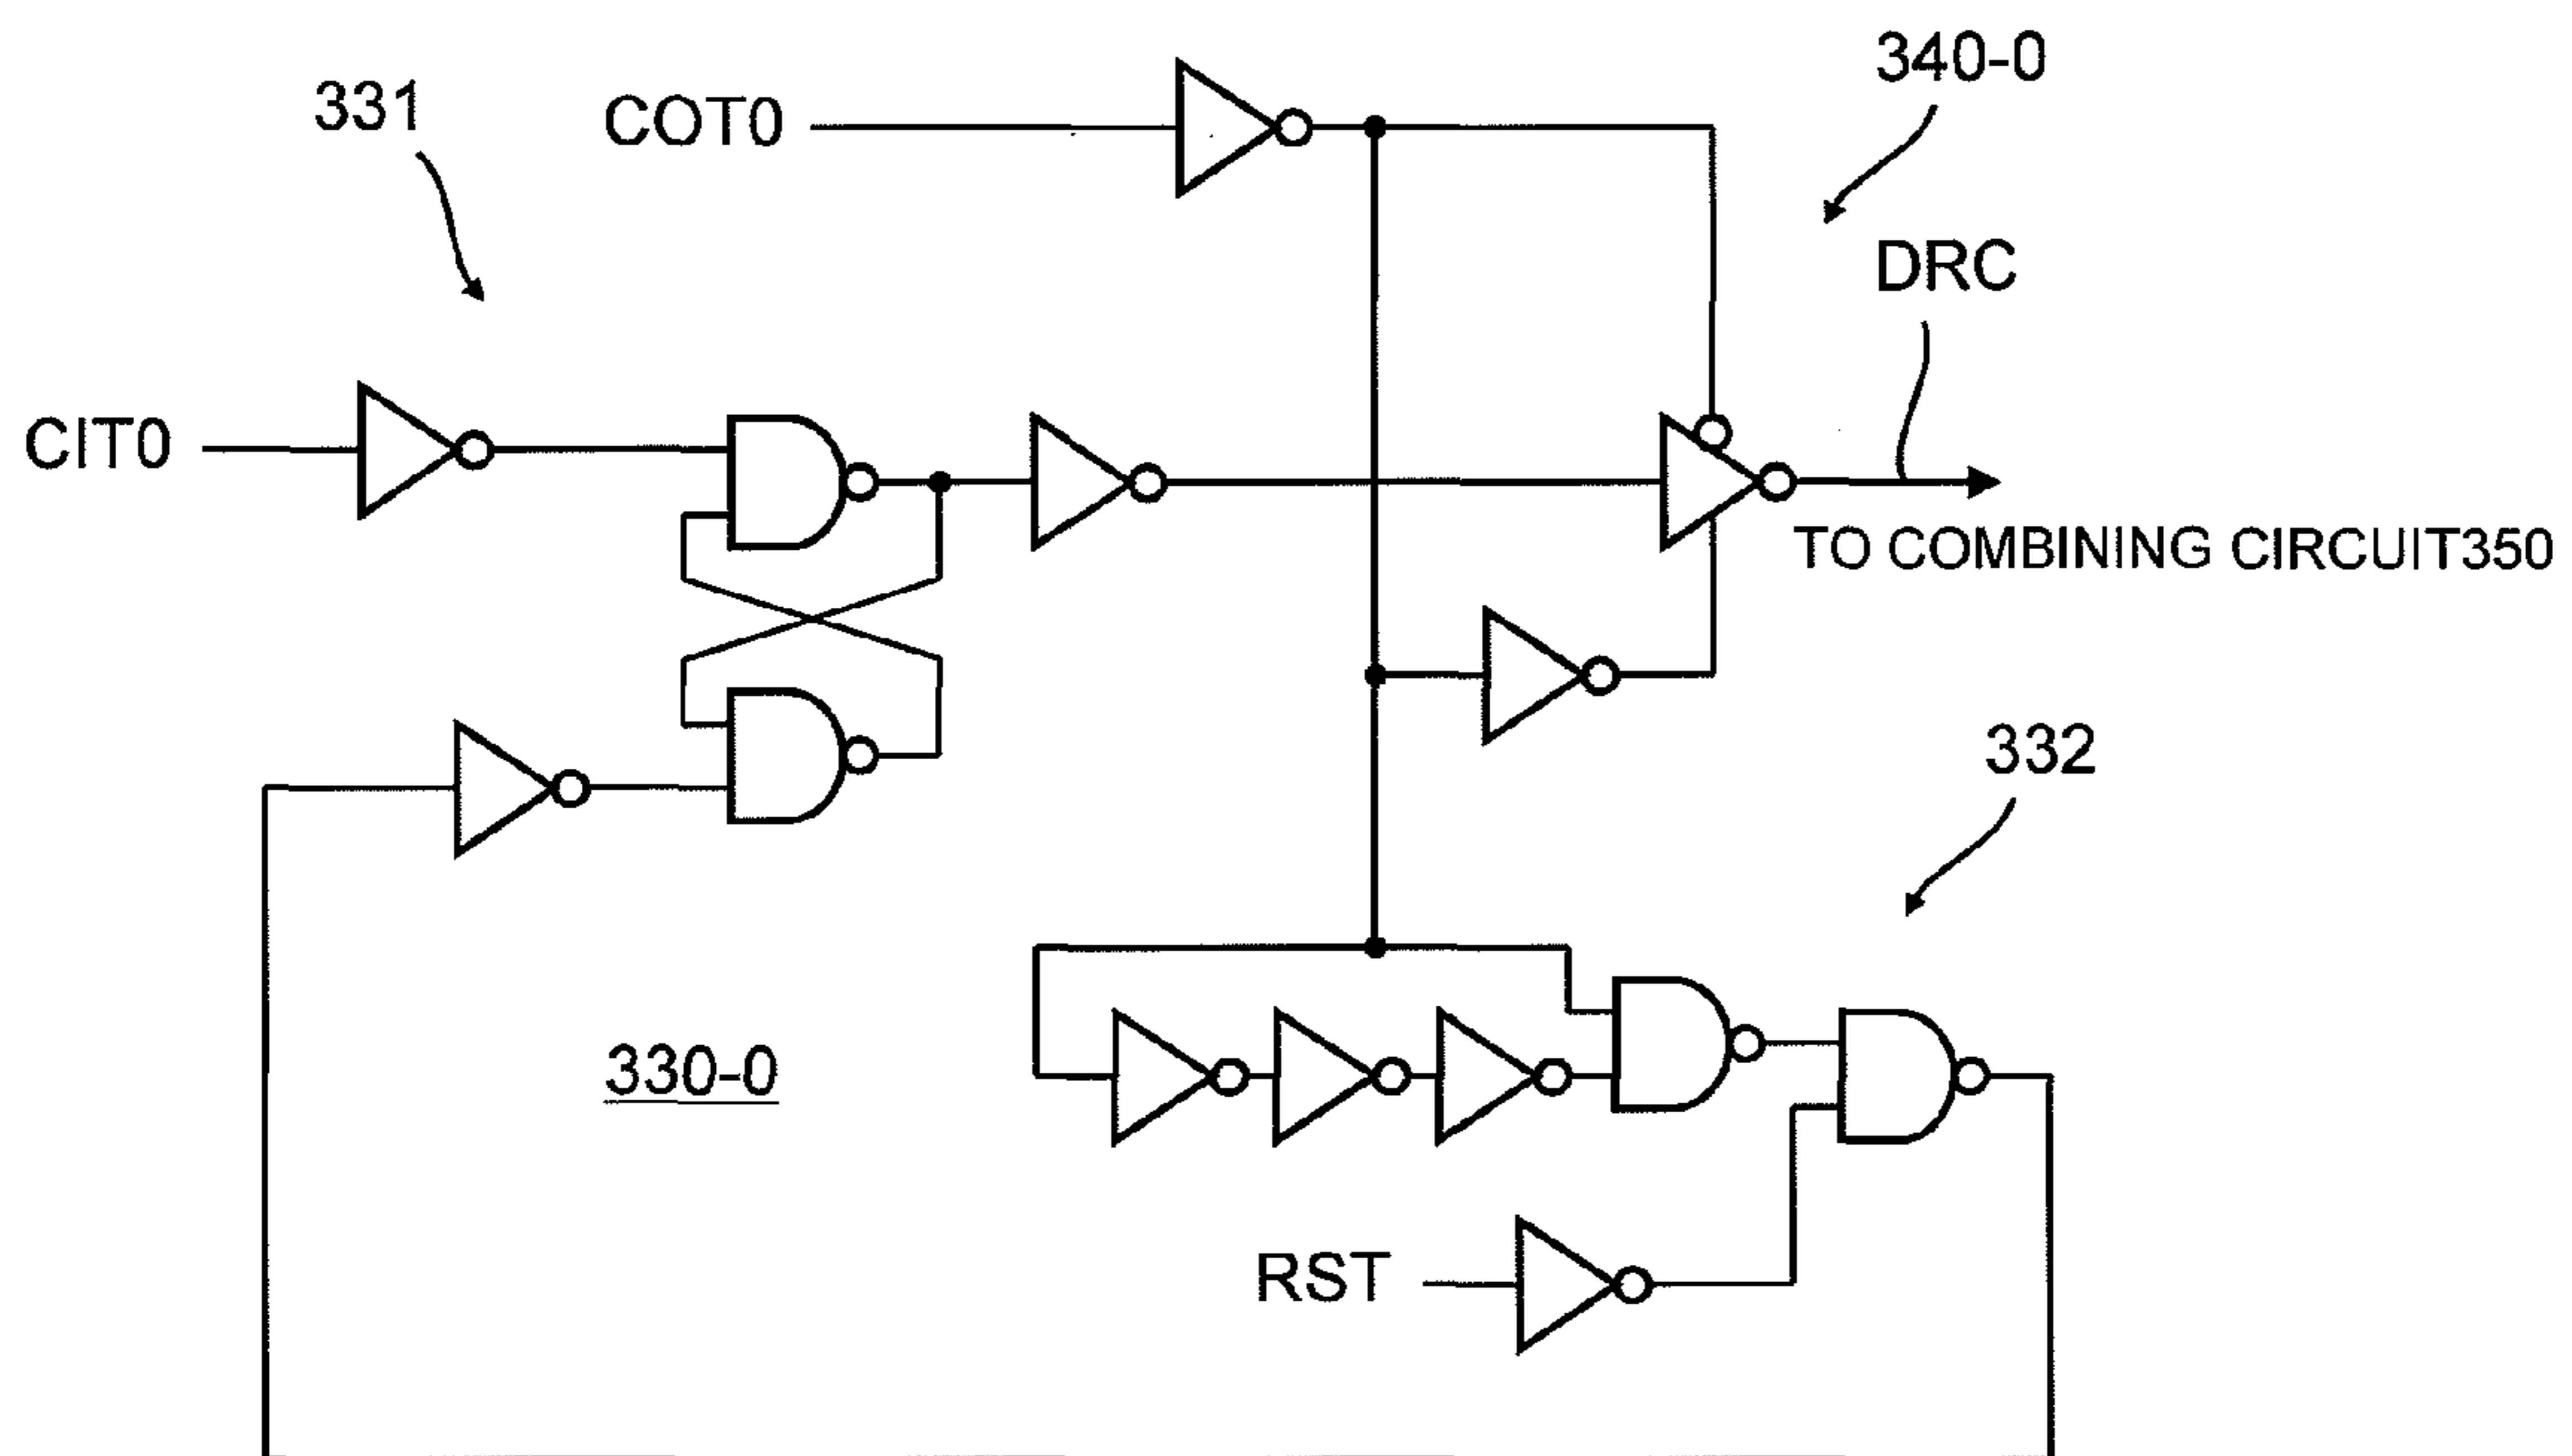 340-0
331
COT0
DRC
CIT0
TO COMBINING CIRCUIT350
332
330-0
RST